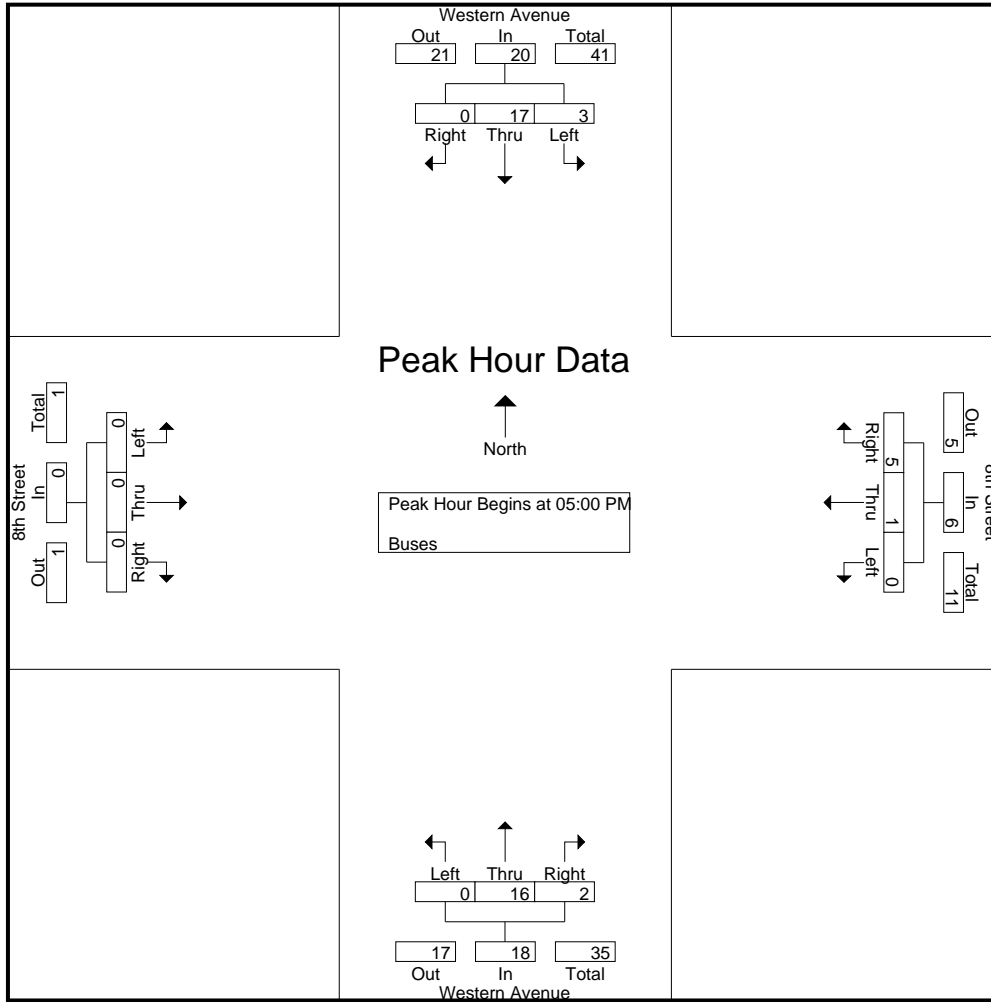 Western Avenue
Out In Total
21 20 41
0 17 3
Right Thru Left
Peak Hour Data
North
Peak Hour Begins at 05:00 PM
Buses
8th Street
Total In Out
1 0 1
0 0 0
Left Thru Right
8th Street
Out In Total
5 6 11
5 1 0
Right Thru Left
Left Thru Right
0 16 2
17 18 35
Out In Total
Western Avenue